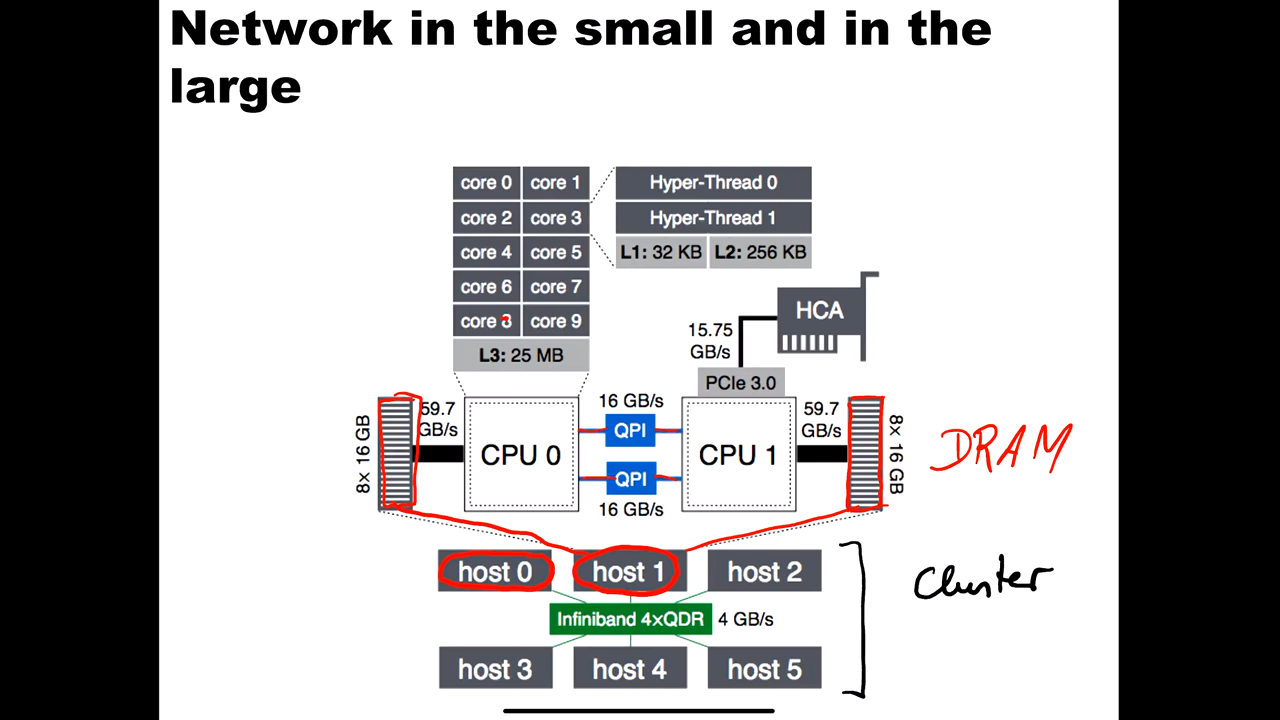 Network in the small and in the
large
core 0 core 1 Hyper-Thread 0
core 2 core 3 Hyper-Thread 1
core 4 core 5 L1: 32 KB L2: 256 KB
core 6 core 7
core 8 core 9
L3: 25 MB
HCA
15.75
GB/s
PCIe 3.0
8× 16 GB
59.7
GB/s
CPU 0
16 GB/s
QPI
QPI
16 GB/s
CPU 1
59.7
GB/s
8× 16 GB
DRAM
host 0 host 1 host 2
Infiniband 4xQDR 4 GB/s
host 3 host 4 host 5
Cluster